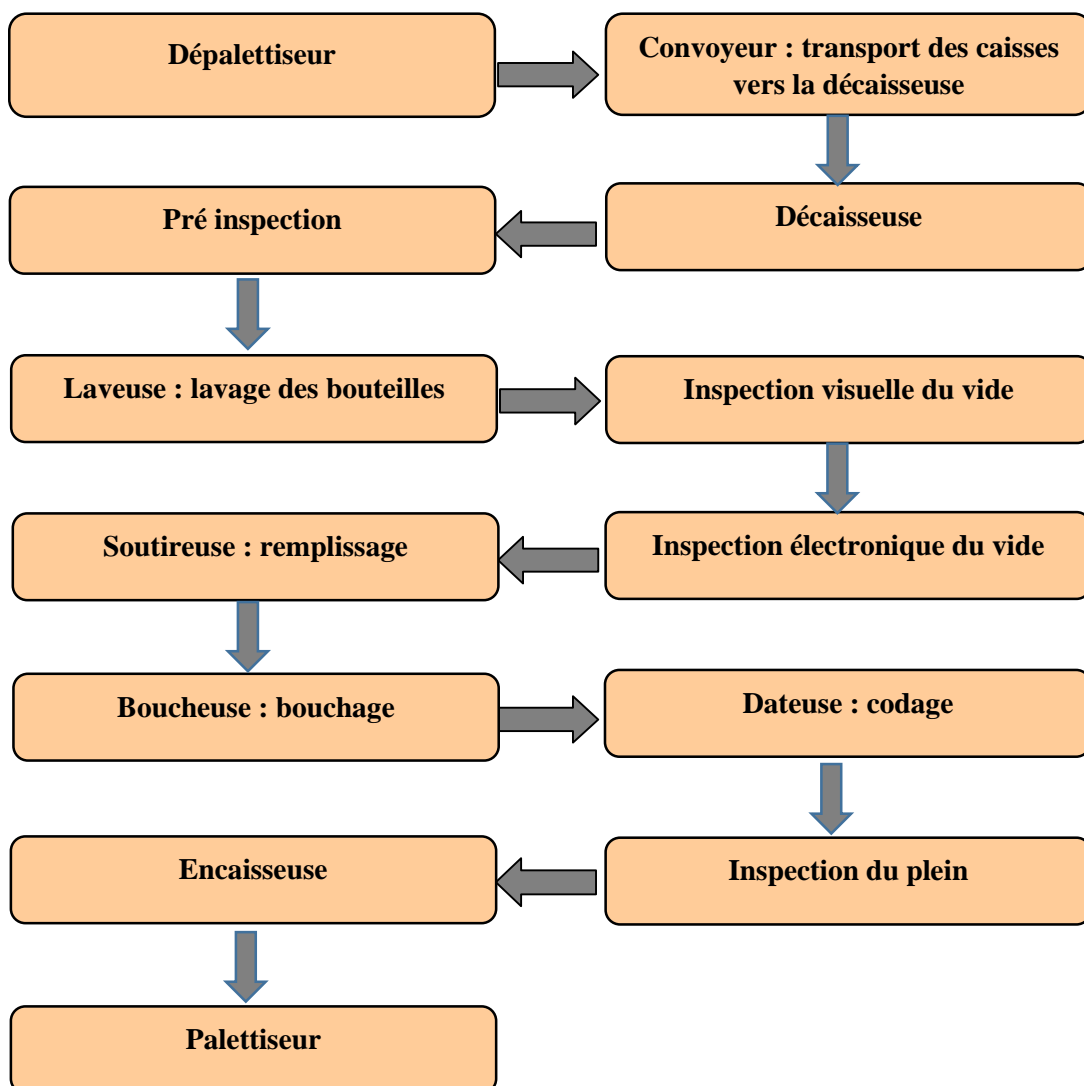 Dépalettiseur
Convoyeur : transport des caisses
vers la décaisseuse
Décaisseuse
Pré inspection
Laveuse : lavage des bouteilles
Inspection visuelle du vide
Inspection électronique du vide
Soutireuse : remplissage
Boucheuse : bouchage
Dateuse : codage
Inspection du plein
Encaisseuse
Palettiseur